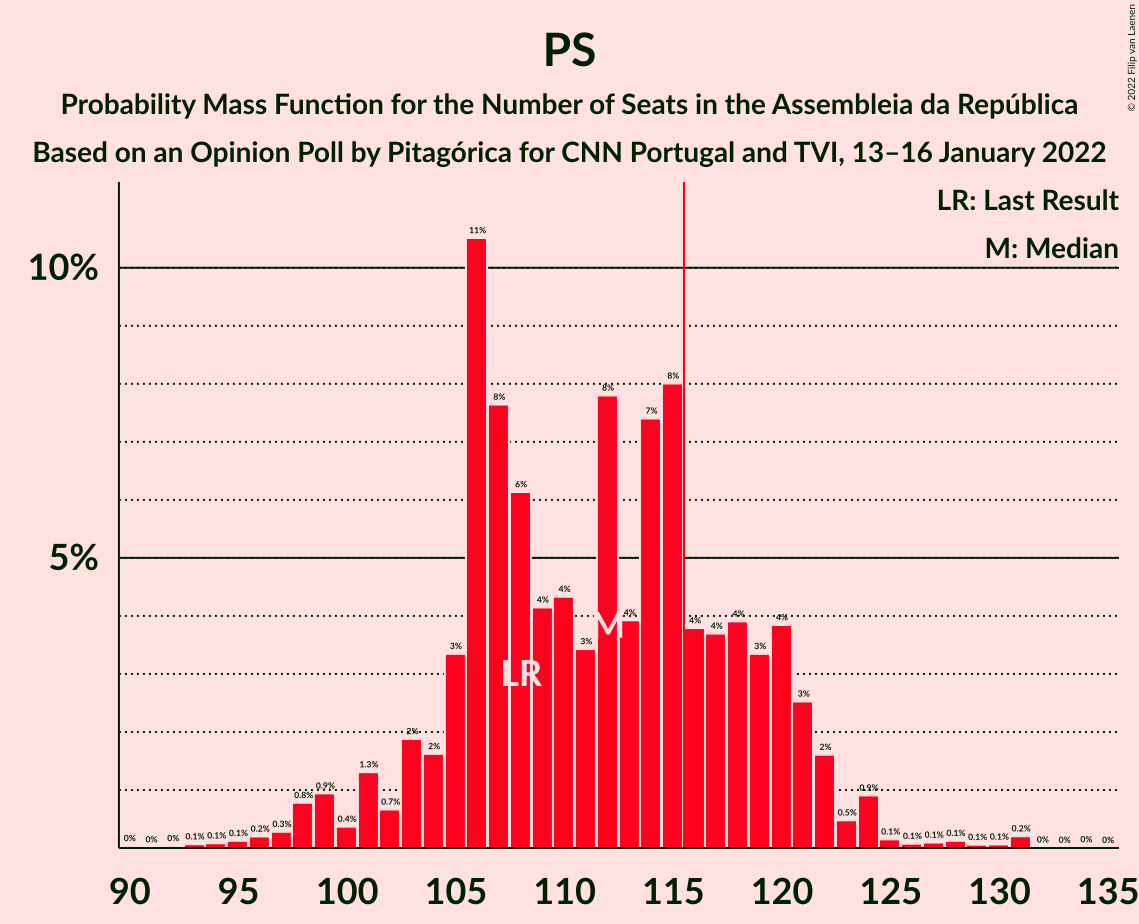 PS
Probability Mass Function for the Number of Seats in the Assembleia da República
Based on an Opinion Poll by Pitagórica for CNN Portugal and TVI, 13–16 January 2022
© 2022 Filip van Laenen
LR: Last Result
M: Median
10%
5%
0% 0% 0% 0.1% 0.1% 0.1% 0.2% 0.3% 0.8% 0.9% 0.4% 1.3% 0.7% 2% 2% 3% 11% 8% 6% 4% 4% 3% 8% 4% 7% 8% 4% 4% 4% 3% 4% 3% 2% 0.5% 0.9% 0.1% 0.1% 0.1% 0.1% 0.1% 0.1% 0.2% 0% 0% 0% 0%
M
LR
90 95 100 105 110 115 120 125 130 135